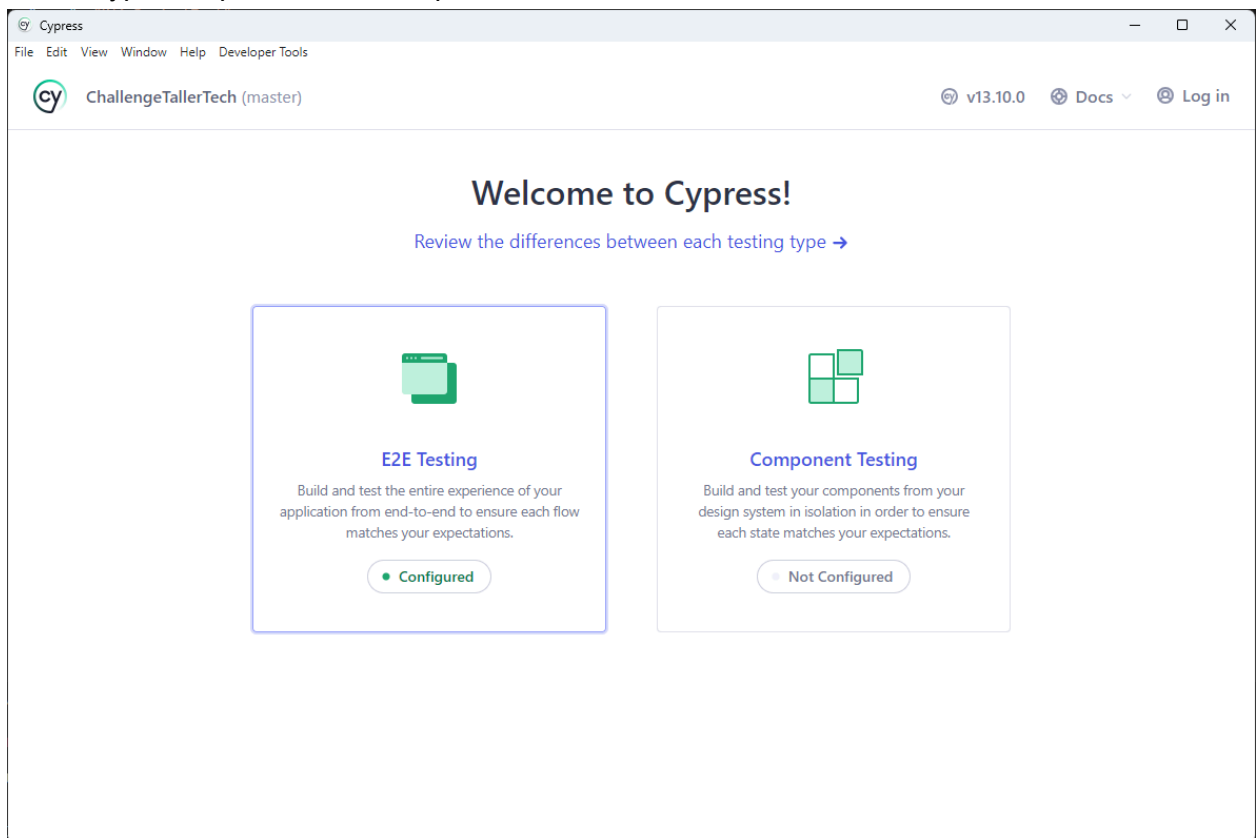 Cypress
File Edit View Window Help Developer Tools
cy ChallengeTallerTech (master) v13.10.0 Docs Log in
Welcome to Cypress!
Review the differences between each testing type →
E2E Testing
Build and test the entire experience of your
application from end-to-end to ensure each flow
matches your expectations.
Configured
Component Testing
Build and test your components from your
design system in isolation in order to ensure
each state matches your expectations.
Not Configured